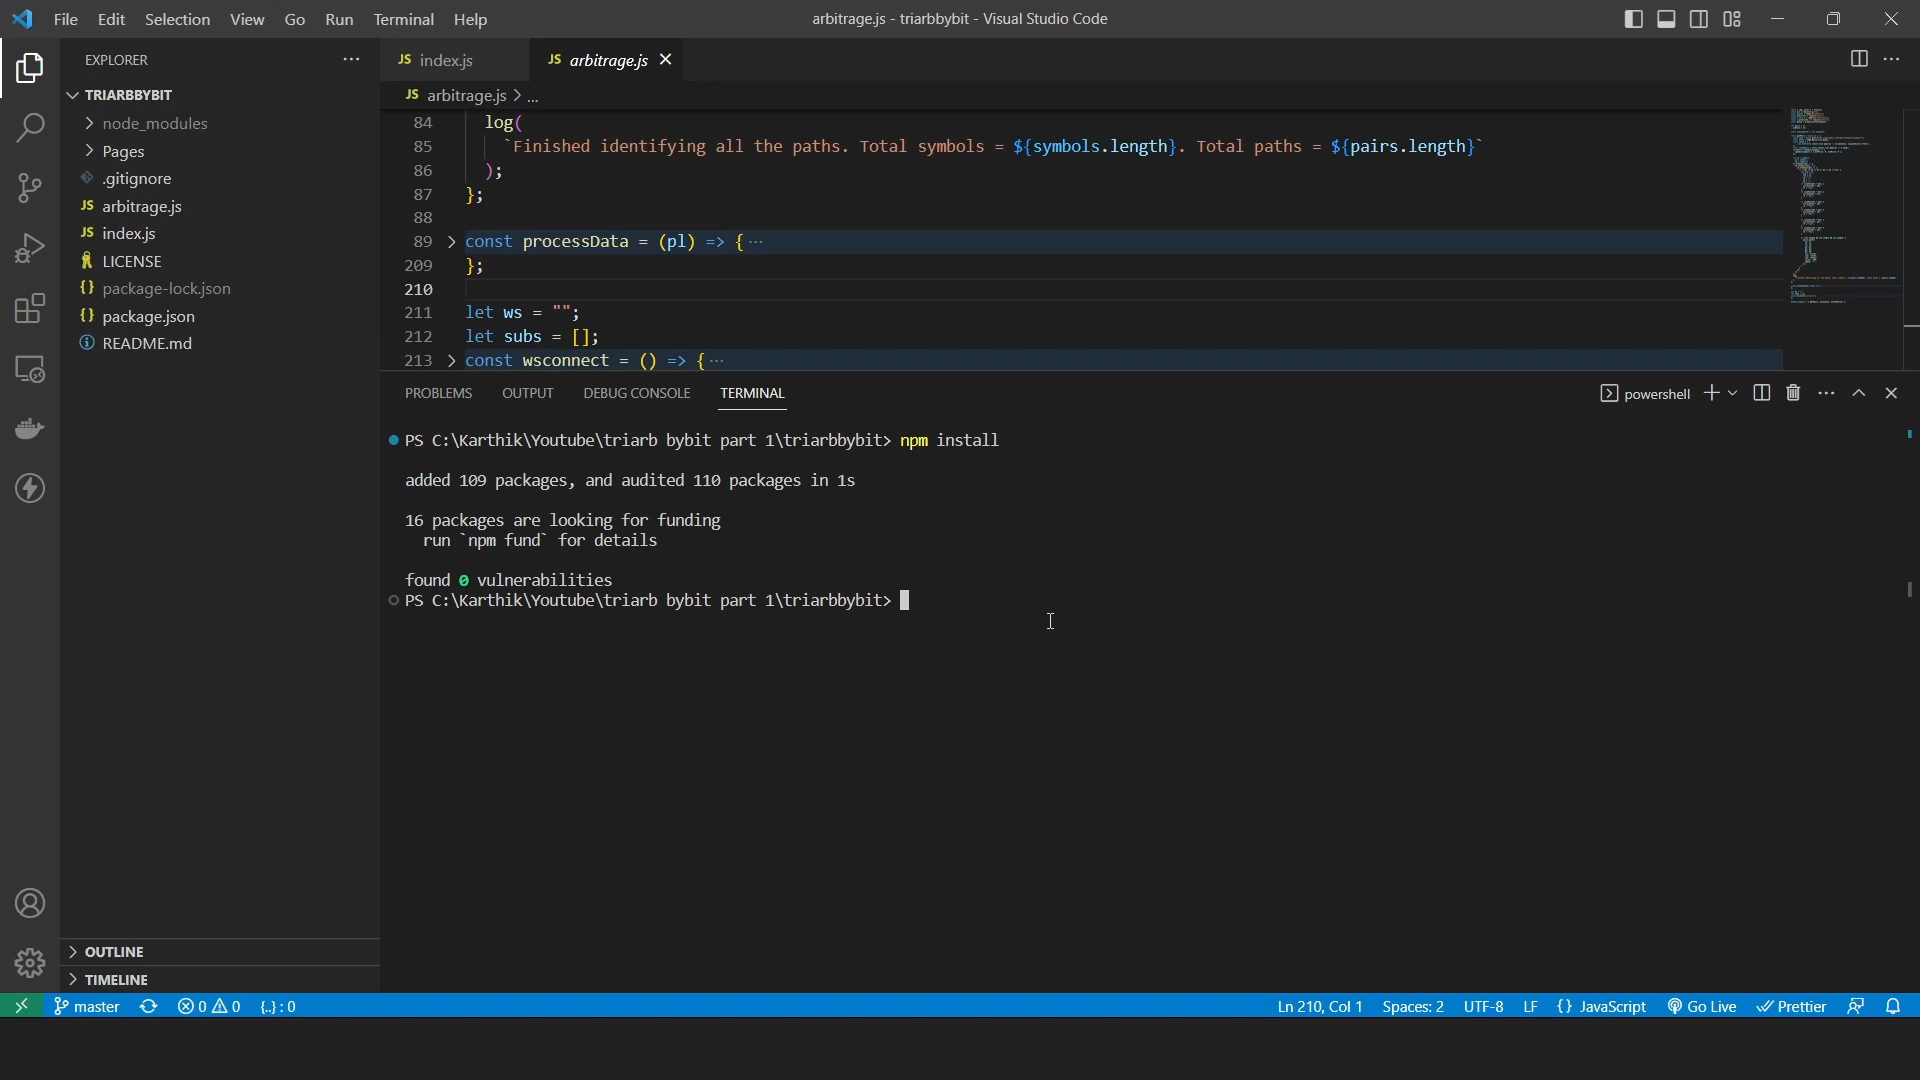 File Edit Selection View Go Run Terminal Help
arbitrage.js - triarbbybit - Visual Studio Code
EXPLORER
TRIARBBYBIT
node_modules
Pages
.gitignore
JS arbitrage.js
JS index.js
LICENSE
{} package-lock.json
{} package.json
README.md
OUTLINE
TIMELINE
JS index.js
JS arbitrage.js
JS arbitrage.js > ...
84 log(
85 `Finished identifying all the paths. Total symbols = ${symbols.length}. Total paths = ${pairs.length}`
86 );
87 };
88
89 > const processData = (pl) => { ...
209 };
210
211 let ws = "";
212 let subs = [];
213 > const wsconnect = () => { ...
PROBLEMS OUTPUT DEBUG CONSOLE TERMINAL
powershell
PS C:\Karthik\Youtube\triarb bybit part 1\triarbbybit> npm install
added 109 packages, and audited 110 packages in 1s
16 packages are looking for funding
run `npm fund` for details
found 0 vulnerabilities
PS C:\Karthik\Youtube\triarb bybit part 1\triarbbybit>
master 0 0 {..} : 0
Ln 210, Col 1 Spaces: 2 UTF-8 LF {} JavaScript Go Live Prettier